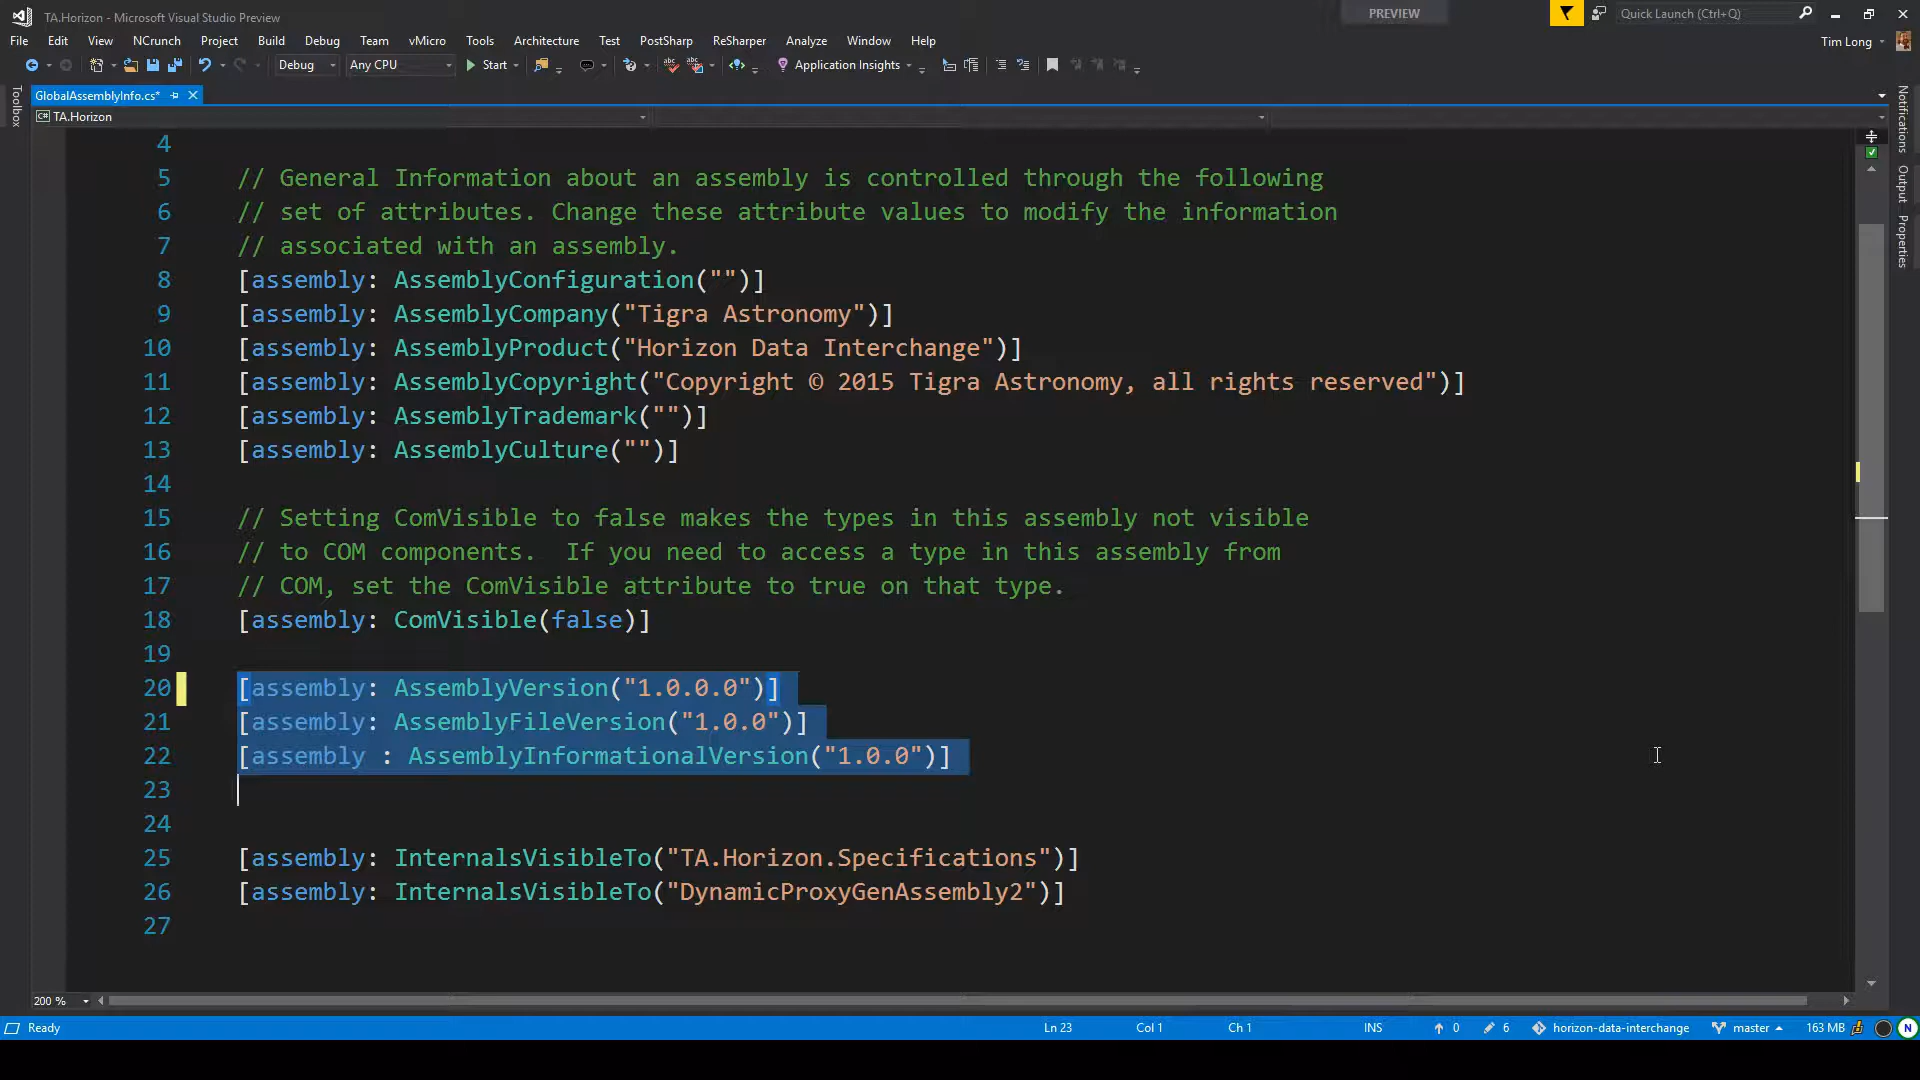 TA.Horizon - Microsoft Visual Studio Preview
PREVIEW
Quick Launch (Ctrl+Q)
File Edit View NCrunch Project Build Debug Team vMicro Tools Architecture Test PostSharp ReSharper Analyze Window Help
Tim Long
Debug Any CPU Start Application Insights
Toolbox
GlobalAssemblyInfo.cs*
C# TA.Horizon
4
5 // General Information about an assembly is controlled through the following
6 // set of attributes. Change these attribute values to modify the information
7 // associated with an assembly.
8 [assembly: AssemblyConfiguration("")]
9 [assembly: AssemblyCompany("Tigra Astronomy")]
10 [assembly: AssemblyProduct("Horizon Data Interchange")]
11 [assembly: AssemblyCopyright("Copyright © 2015 Tigra Astronomy, all rights reserved")]
12 [assembly: AssemblyTrademark("")]
13 [assembly: AssemblyCulture("")]
14
15 // Setting ComVisible to false makes the types in this assembly not visible
16 // to COM components.  If you need to access a type in this assembly from
17 // COM, set the ComVisible attribute to true on that type.
18 [assembly: ComVisible(false)]
19
20 [assembly: AssemblyVersion("1.0.0.0")]
21 [assembly: AssemblyFileVersion("1.0.0")]
22 [assembly : AssemblyInformationalVersion("1.0.0")]
23
24
25 [assembly: InternalsVisibleTo("TA.Horizon.Specifications")]
26 [assembly: InternalsVisibleTo("DynamicProxyGenAssembly2")]
27
Notifications
Output
Properties
200 %
Ready Ln 23 Col 1 Ch 1 INS 0 6 horizon-data-interchange master 163 MB N